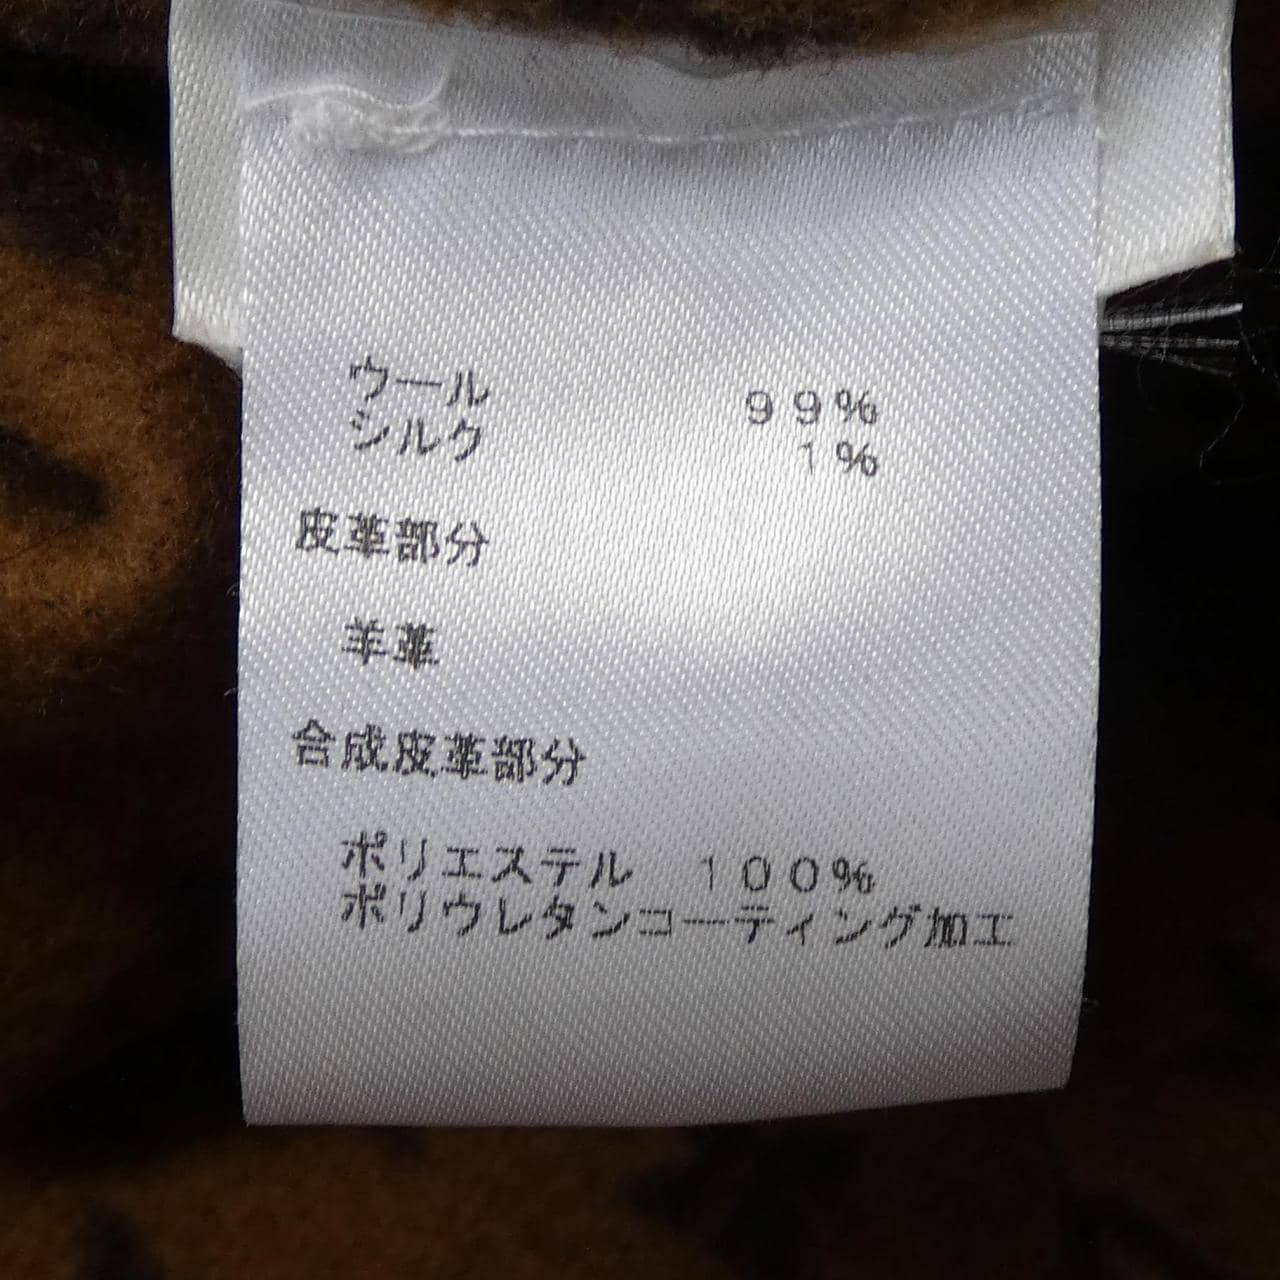 ウール ９９％
シルク １％
皮革部分
羊革
合成皮革部分
ポリエステル １００％
ポリウレタンコーティング加工